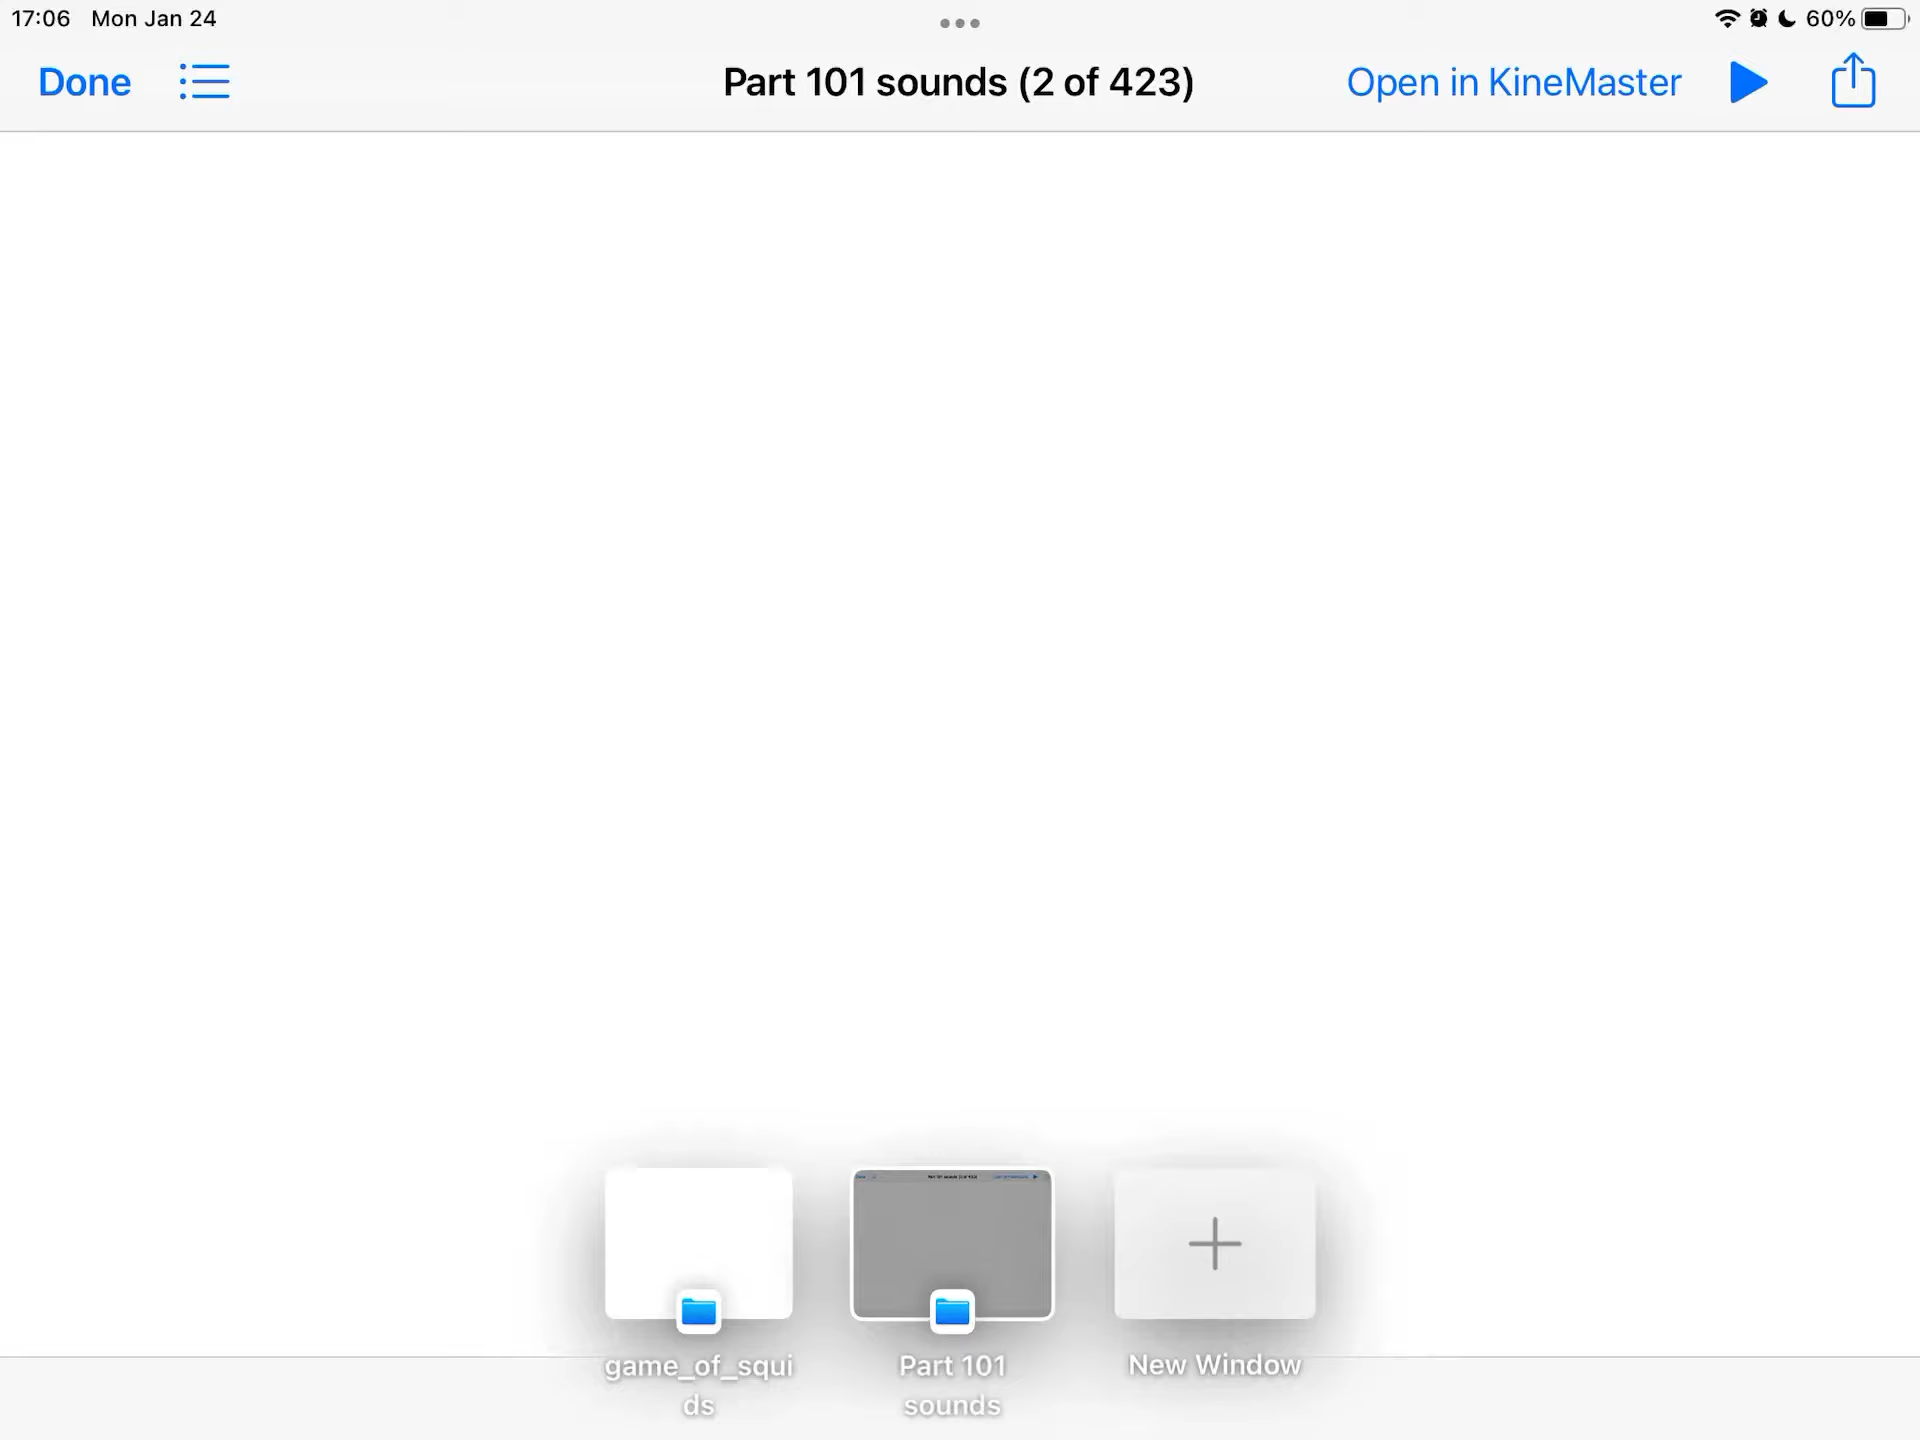 17:06 Mon Jan 24
60%
Done
Part 101 sounds (2 of 423)
Open in KineMaster
game_of_squi
ds
Part 101
sounds
New Window